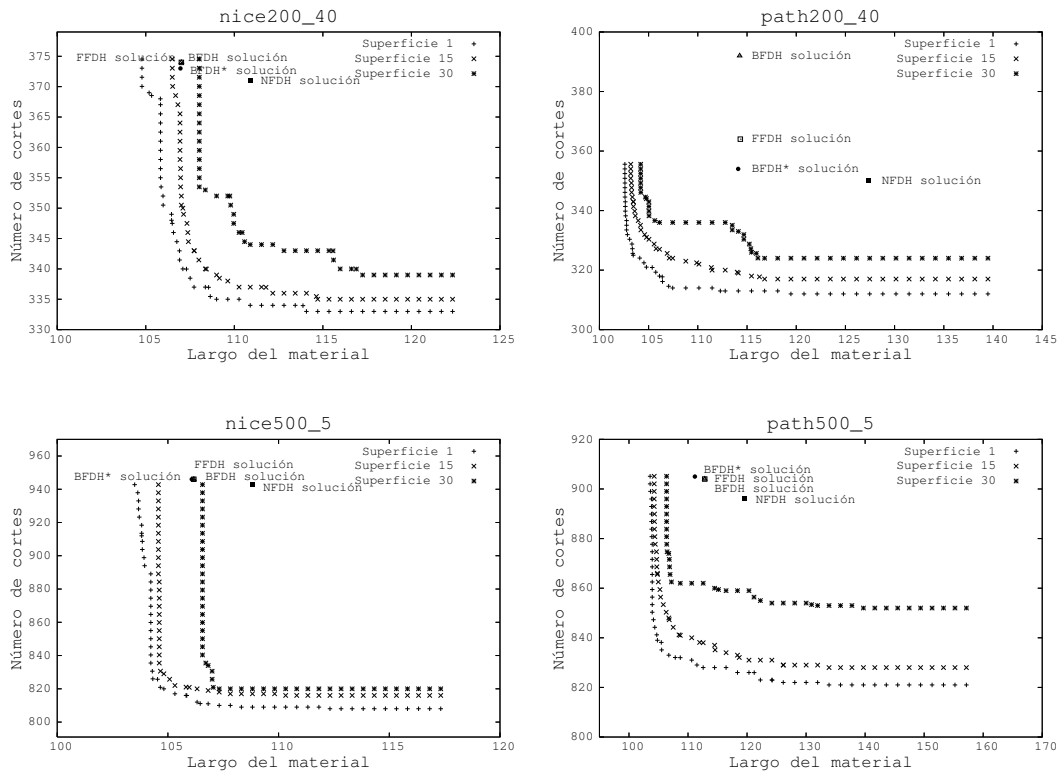 nice200_40
Número de cortes
375
370
365
360
355
350
345
340
335
330
100
105
110
115
120
125
Largo del material
FFDH solución
BFDH solución
BFDH* solución
NFDH solución
Superficie 1
Superficie 15
Superficie 30
path200_40
Número de cortes
400
380
360
340
320
300
100
105
110
115
120
125
130
135
140
145
Largo del material
BFDH solución
FFDH solución
BFDH* solución
NFDH solución
Superficie 1
Superficie 15
Superficie 30
nice500_5
Número de cortes
960
940
920
900
880
860
840
820
800
100
105
110
115
120
Largo del material
FFDH solución
BFDH* solución
BFDH solución
NFDH solución
Superficie 1
Superficie 15
Superficie 30
path500_5
Número de cortes
920
900
880
860
840
820
800
100
110
120
130
140
150
160
170
Largo del material
BFDH* solución
FFDH solución
BFDH solución
NFDH solución
Superficie 1
Superficie 15
Superficie 30